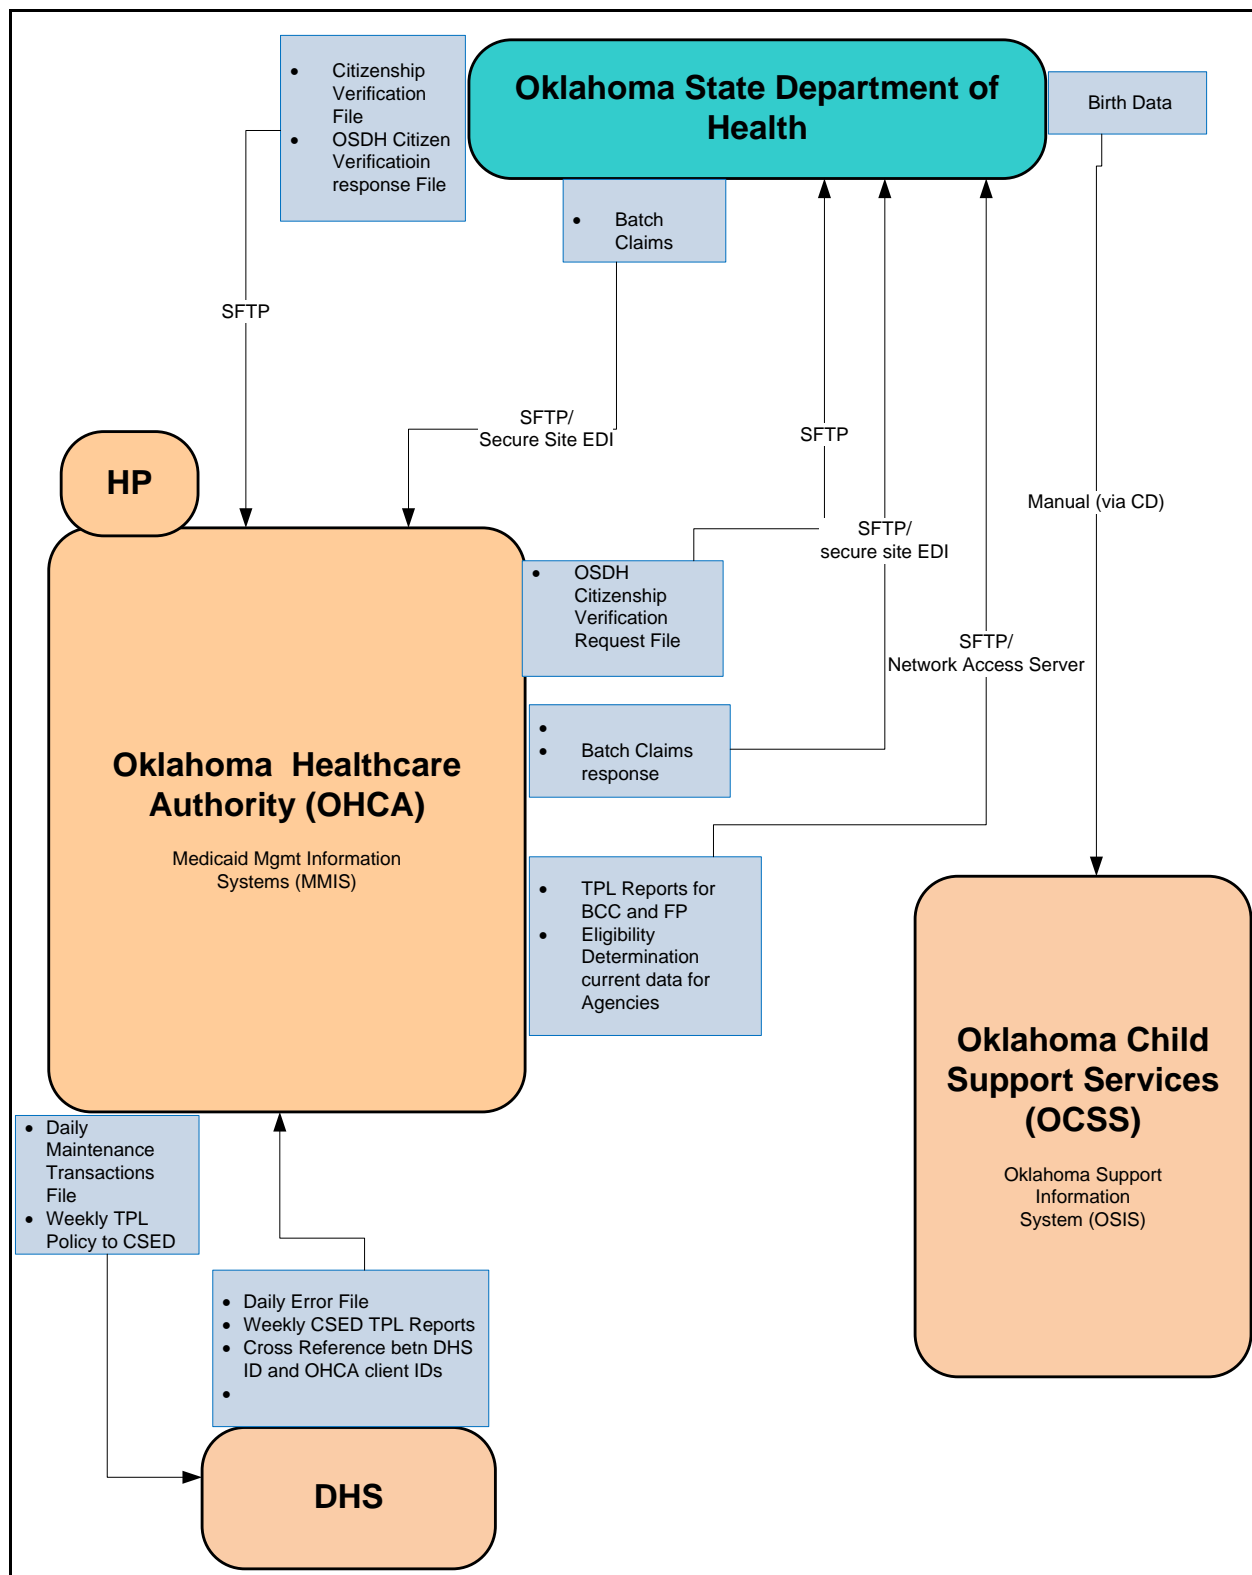 Citizenship
Verification
File
OSDH Citizen
Verificatioin
response File
Oklahoma State Department of
Health
Birth Data
Batch
Claims
SFTP
SFTP/
Secure Site EDI
SFTP
HP
Manual (via CD)
SFTP/
secure site EDI
OSDH
Citizenship
Verification
Request File
SFTP/
Network Access Server
Oklahoma  Healthcare
Authority (OHCA)
Medicaid Mgmt Information
Systems (MMIS)
Batch Claims
response
TPL Reports for
BCC and FP
Eligibility
Determination
current data for
Agencies
Oklahoma Child
Support Services
(OCSS)
Oklahoma Support
Information
System (OSIS)
Daily
Maintenance
Transactions
File
Weekly TPL
Policy to CSED
Daily Error File
Weekly CSED TPL Reports
Cross Reference betn DHS
ID and OHCA client IDs
DHS